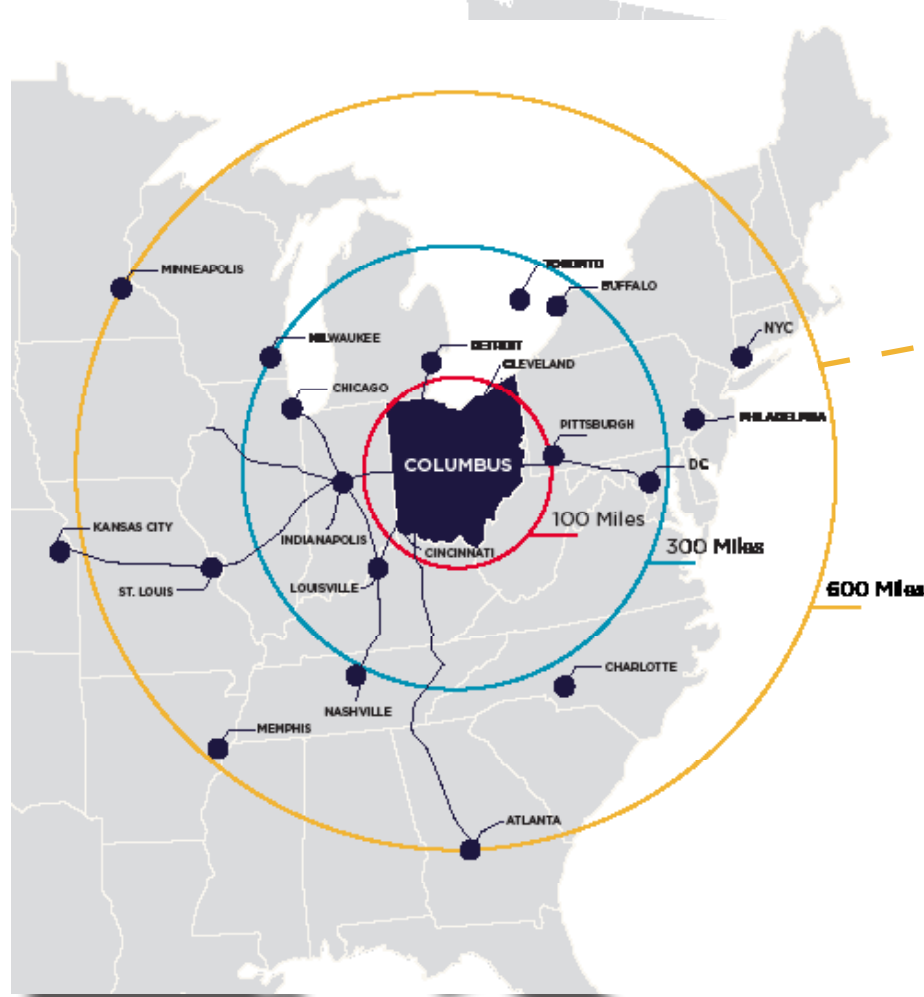 TORONTO
MINNEAPOLIS
BUFFALO
NYC
MILWAUKEE
DETROIT
CLEVELAND
CHICAGO
PHILADELPHIA
PITTSBURGH
COLUMBUS
DC
100 Miles
KANSAS CITY
INDIANAPOLIS
CINCINNATI
300 Miles
LOUISVILLE
ST. LOUIS
600 Miles
CHARLOTTE
NASHVILLE
MEMPHIS
ATLANTA